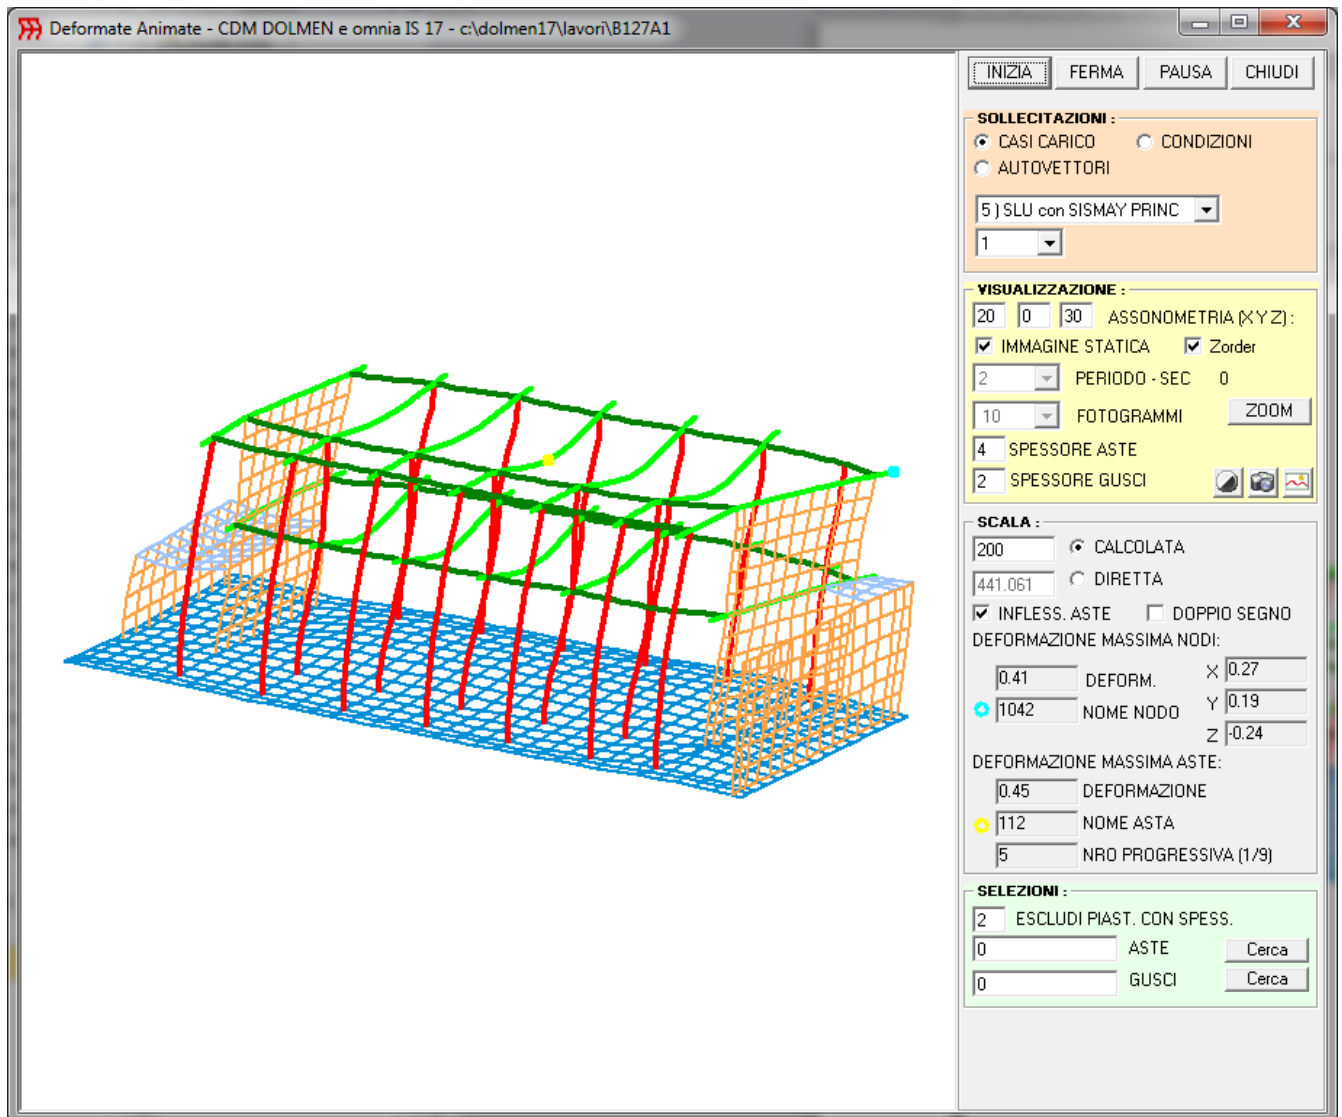 Deformate Animate - CDM DOLMEN e omnia IS 17 - c:\dolmen17\lavori\B127A1
INIZIA FERMA PAUSA CHIUDI
SOLLECITAZIONI :
CASI CARICO CONDIZIONI
AUTOVETTORI
5 ) SLU con SISMAY PRINC
1
VISUALIZZAZIONE :
20 0 30 ASSONOMETRIA (X Y Z) :
IMMAGINE STATICA Zorder
2 PERIODO - SEC 0
10 FOTOGRAMMI ZOOM
4 SPESSORE ASTE
2 SPESSORE GUSCI
SCALA :
200 CALCOLATA
441.061 DIRETTA
INFLESS. ASTE DOPPIO SEGNO
DEFORMAZIONE MASSIMA NODI:
0.41 DEFORM. X 0.27
1042 NOME NODO Y 0.19
Z -0.24
DEFORMAZIONE MASSIMA ASTE:
0.45 DEFORMAZIONE
112 NOME ASTA
5 NRO PROGRESSIVA (1/9)
SELEZIONI :
2 ESCLUDI PIAST. CON SPESS.
0 ASTE Cerca
0 GUSCI Cerca